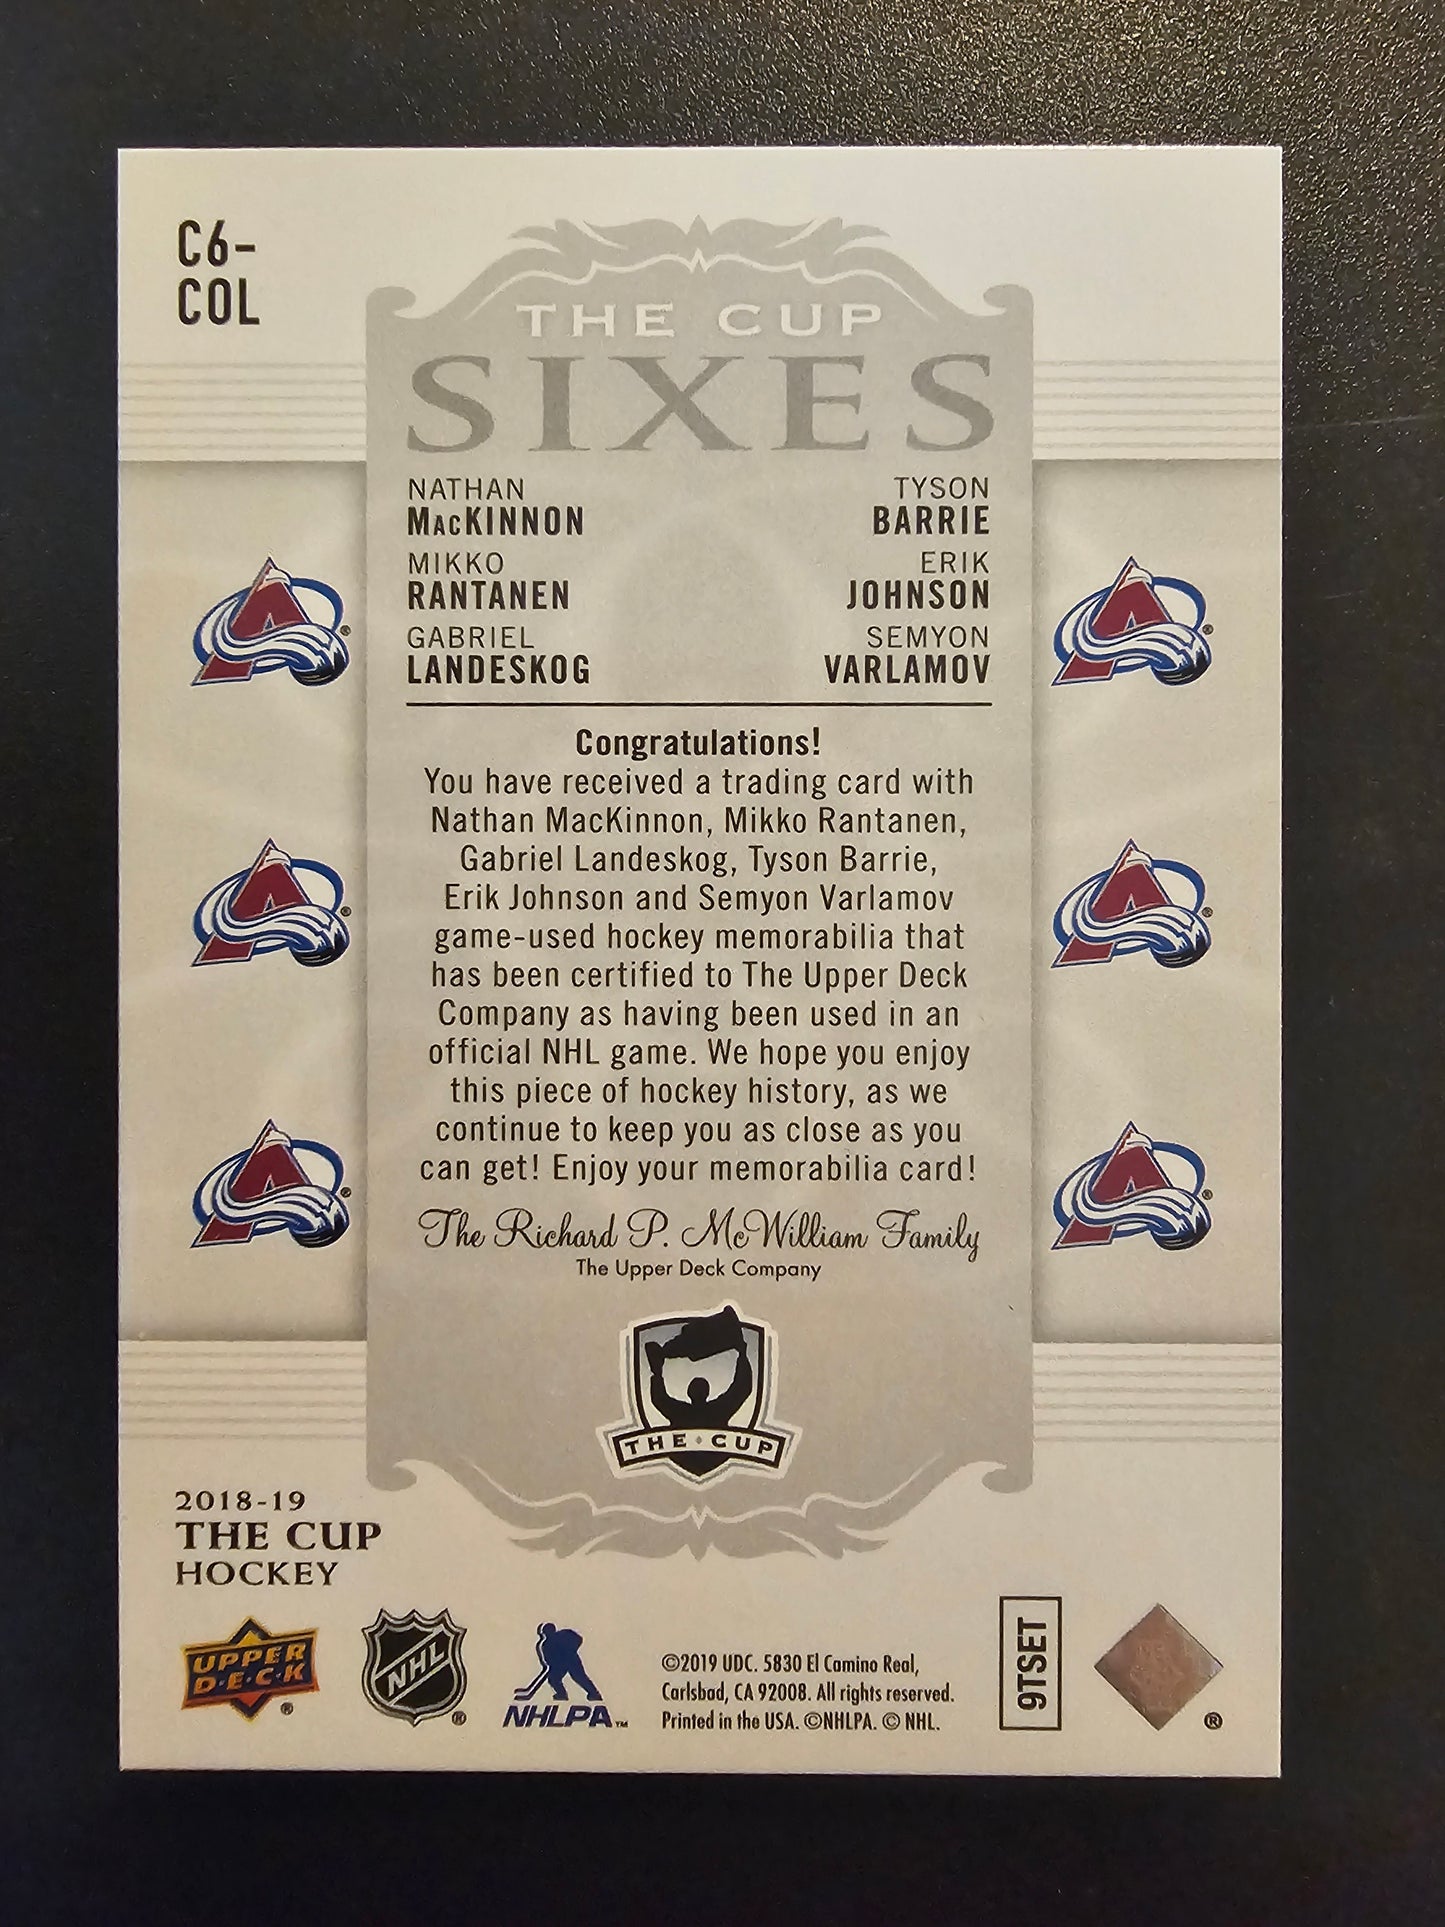 C6-
COL
THE CUP
SIXES
NATHAN
MacKINNON
TYSON
BARRIE
MIKKO
RANTANEN
ERIK
JOHNSON
GABRIEL
LANDESKOG
SEMYON
VARLAMOV
Congratulations!
You have received a trading card with
Nathan MacKinnon, Mikko Rantanen,
Gabriel Landeskog, Tyson Barrie,
Erik Johnson and Semyon Varlamov
game-used hockey memorabilia that
has been certified to The Upper Deck
Company as having been used in an
official NHL game. We hope you enjoy
this piece of hockey history, as we
continue to keep you as close as you
can get! Enjoy your memorabilia card!
The Richard P. McWilliam Family
The Upper Deck Company
THE CUP
2018-19
THE CUP
HOCKEY
UPPER
D·E·C·K
®
NHL
®
NHLPA™
©2019 UDC. 5830 El Camino Real,
Carlsbad, CA 92008. All rights reserved.
Printed in the USA. ©NHLPA. © NHL.
9TSET
®